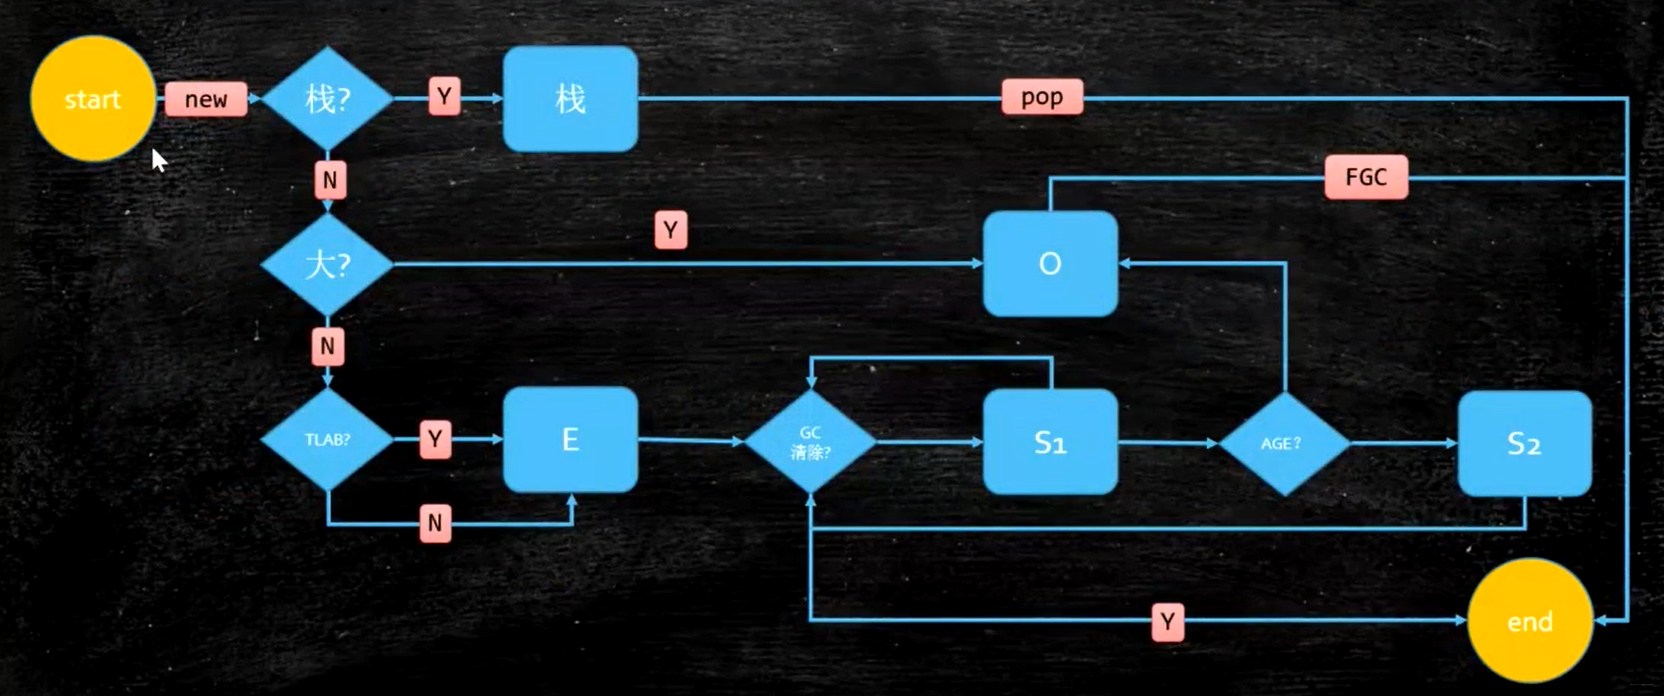 start
new
栈?
Y
栈
pop
N
FGC
Y
大?
O
N
TLAB?
Y
E
GC
清除?
S1
AGE?
S2
N
Y
end